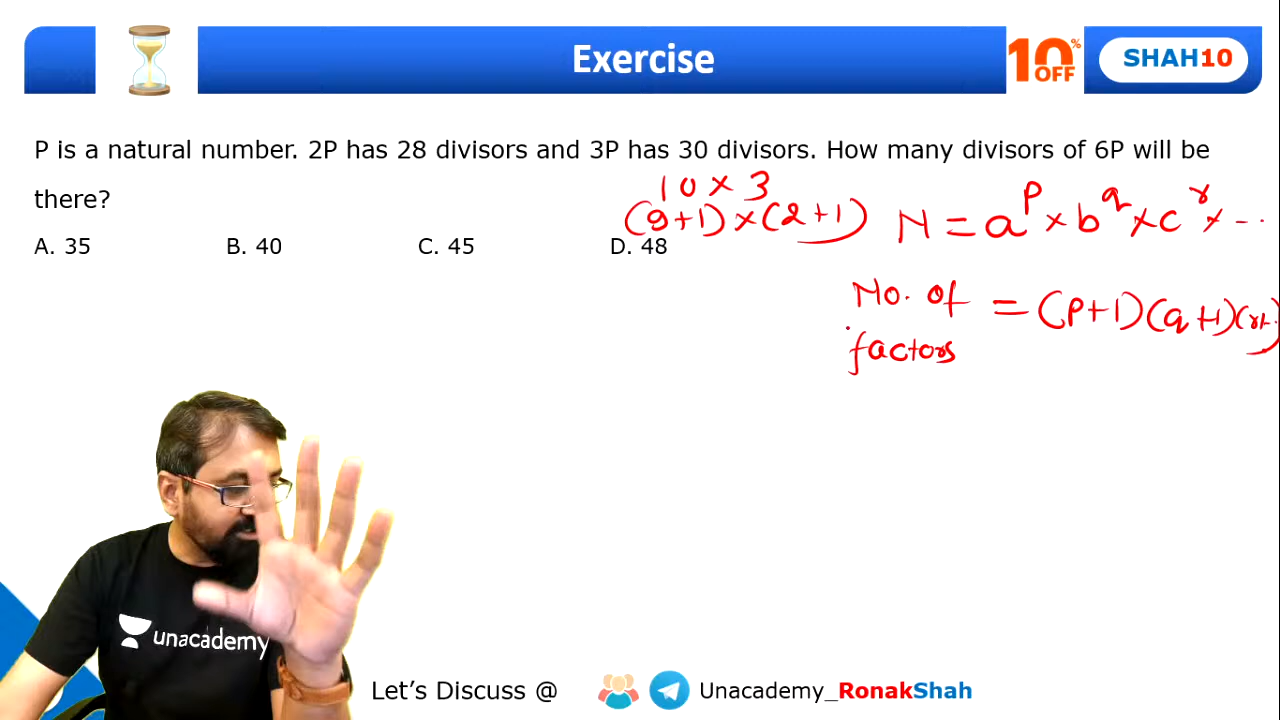 Exercise
10% OFF
SHAH10
P is a natural number. 2P has 28 divisors and 3P has 30 divisors. How many divisors of 6P will be
there?
10 × 3
(9+1)×(2+1)
N = a^p × b^q × c^r × ...
A. 35 B. 40 C. 45 D. 48
No. of
factors
= (p+1)(q+1)(r+
unacademy
Let's Discuss @ Unacademy_RonakShah